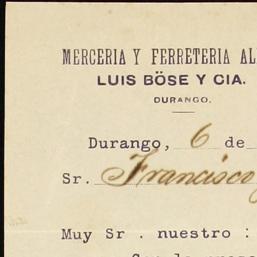 MERCERIA Y FERRETERIA AL
LUIS BÖSE Y CIA.
DURANGO.
Durango, 6 de
Sr. Francisco
Muy Sr . nuestro :